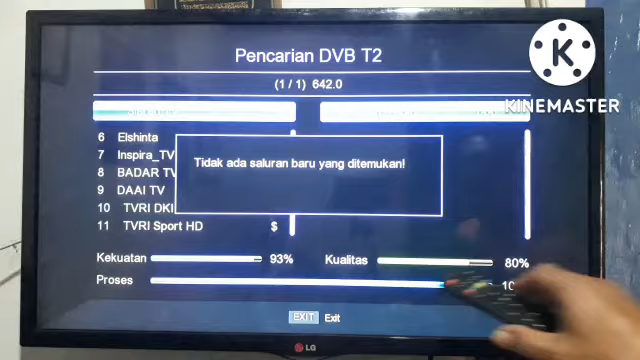 Pencarian DVB T2
(1 / 1) 642.0
KINEMASTER
6 Elshinta
7 Inspira_TV
8 BADAR TV
9 DAAI TV
10 TVRI DKI
11 TVRI Sport HD $
Tidak ada saluran baru yang ditemukan!
Kekuatan 93% Kualitas 80%
Proses
EXIT Exit
LG